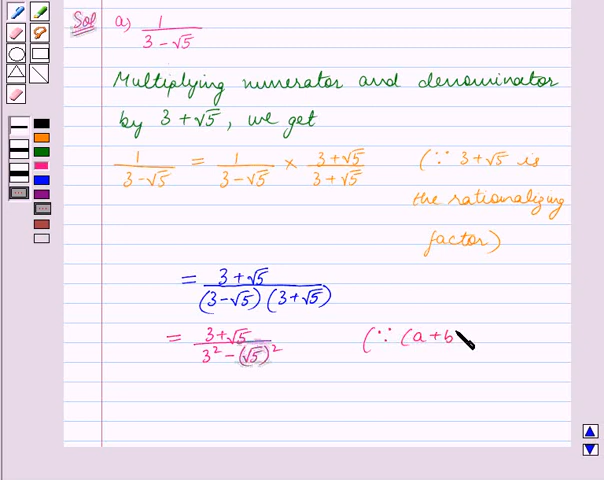 Sol a) 1/(3-√5)
Multiplying numerator and denominator
by 3+√5, we get
1/(3-√5) = 1/(3-√5) × (3+√5)/(3+√5) (∵ 3+√5 is
the rationalizing
factor)
= (3+√5)/((3-√5)(3+√5))
= (3+√5)/(3²-(√5)²) (∵ (a+b